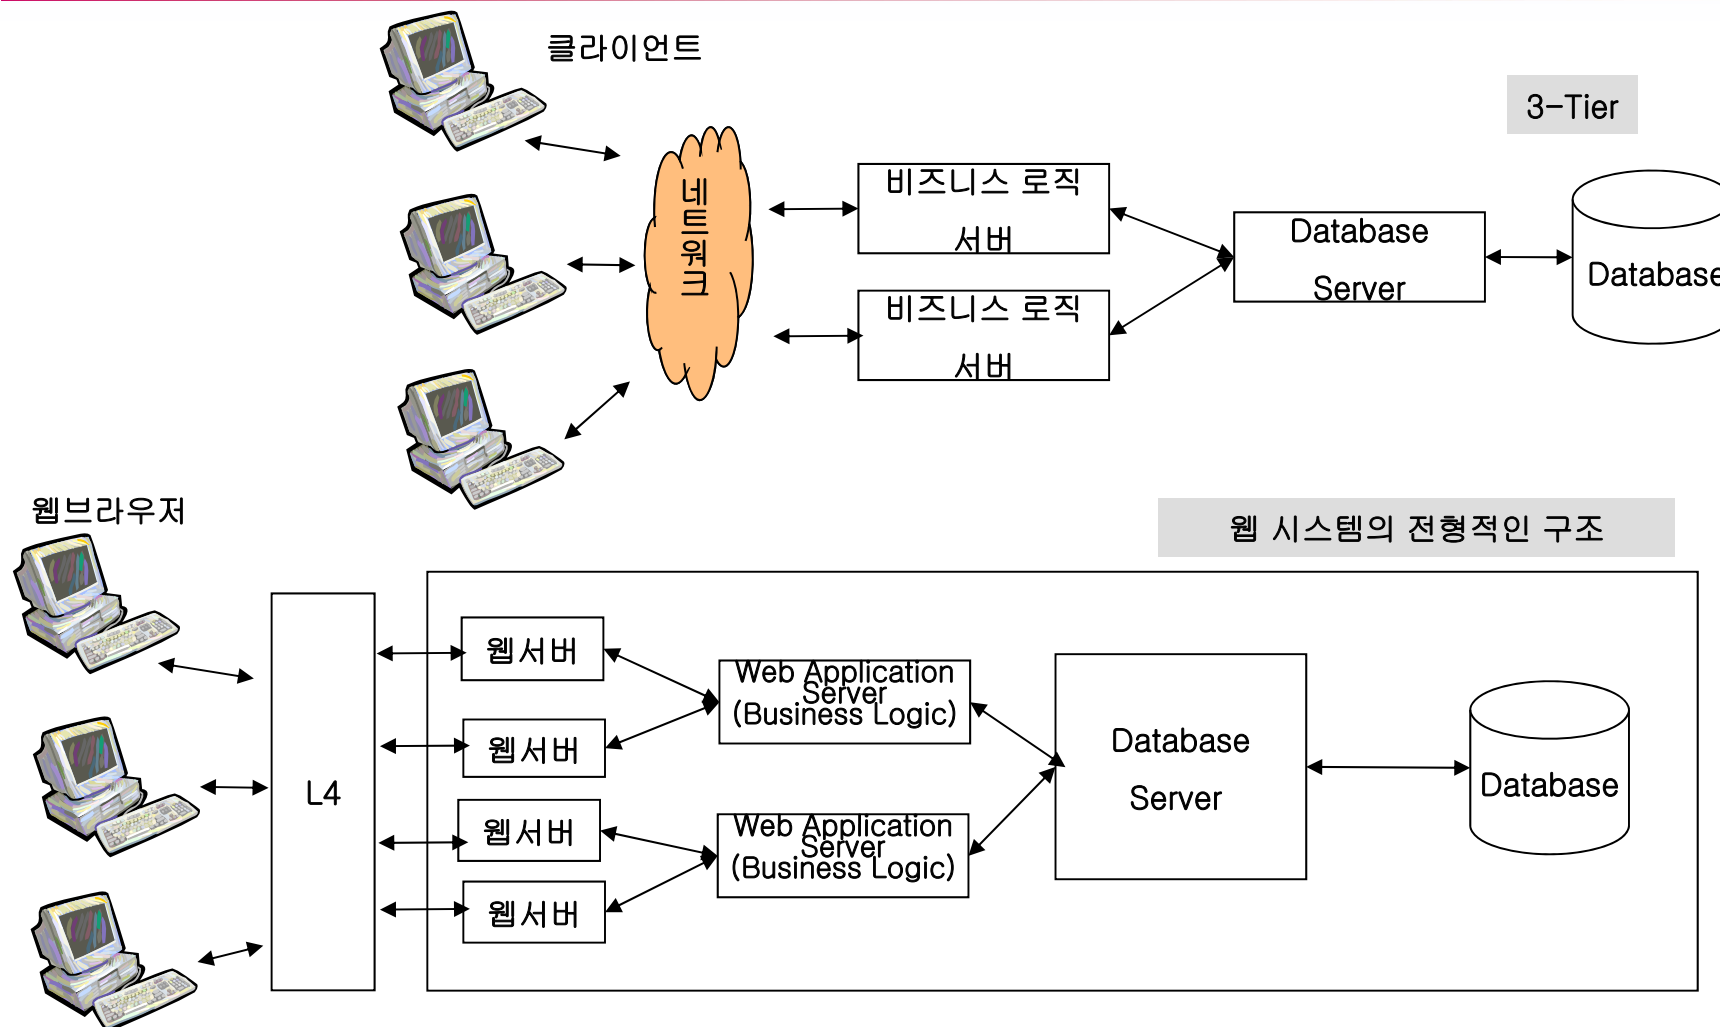 클라이언트
3-Tier
네트워크
비즈니스 로직
서버
비즈니스 로직
서버
Database
Server
Database
웹브라우저
웹 시스템의 전형적인 구조
L4
웹서버
웹서버
웹서버
웹서버
Web Application
Server
(Business Logic)
Web Application
Server
(Business Logic)
Database
Server
Database